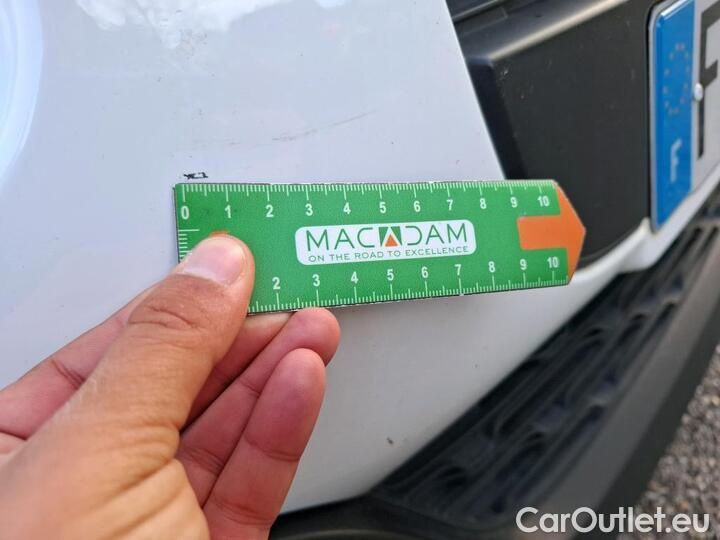 F
F
0 1 2 3 4 5 6 7 8 9 10
MACADAM
ON THE ROAD TO EXCELLENCE
2 3 4 5 6 7 8 9 10
CarOutlet.eu